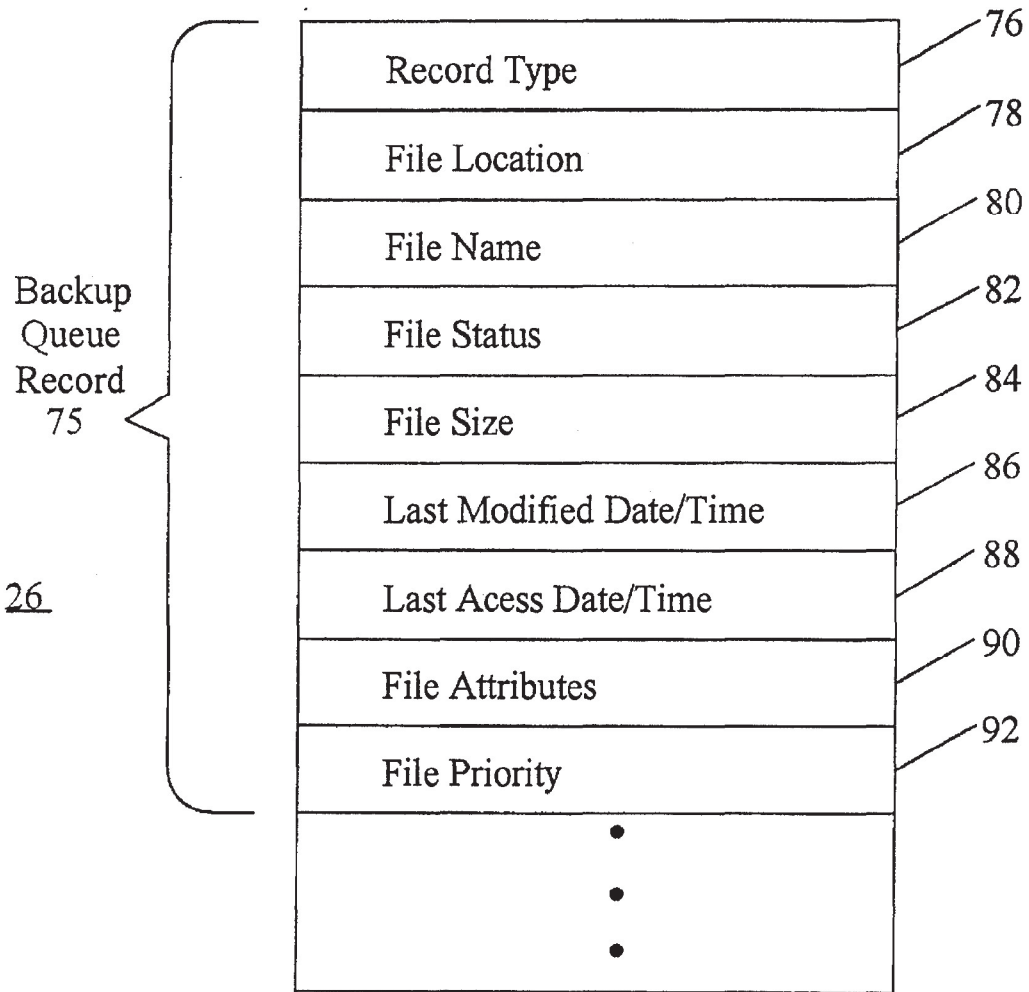 76
Record Type
78
File Location
80
File Name
82
File Status
Backup
Queue
Record
75
84
File Size
86
Last Modified Date/Time
88
Last Acess Date/Time
26
90
File Attributes
92
File Priority